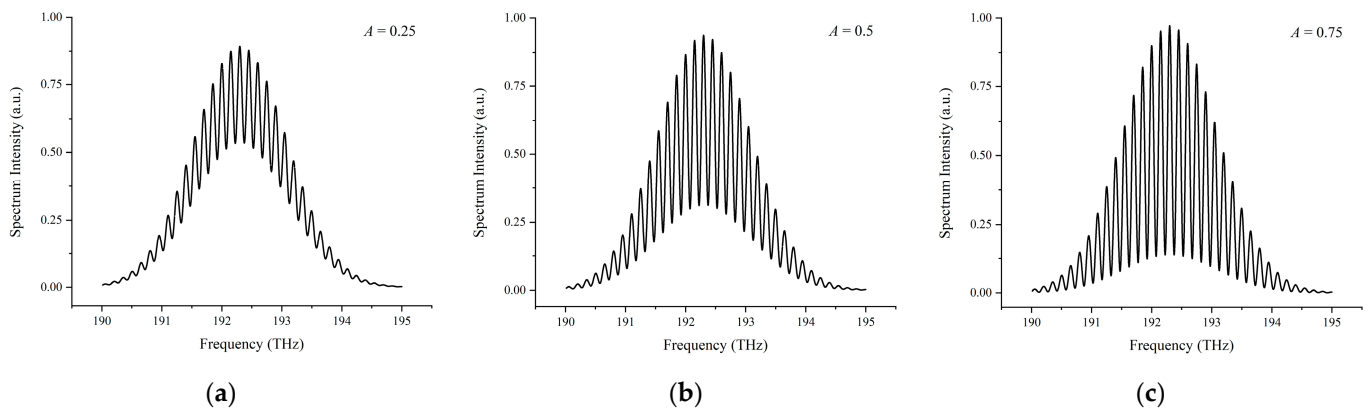 A = 0.25
Spectrum Intensity (a.u.)
1.00
0.75
0.50
0.25
0.00
190 191 192 193 194 195
Frequency (THz)
(a)
A = 0.5
Spectrum Intensity (a.u.)
1.00
0.75
0.50
0.25
0.00
190 191 192 193 194 195
Frequency (THz)
(b)
A = 0.75
Spectrum Intensity (a.u.)
1.00
0.75
0.50
0.25
0.00
190 191 192 193 194 195
Frequency (THz)
(c)